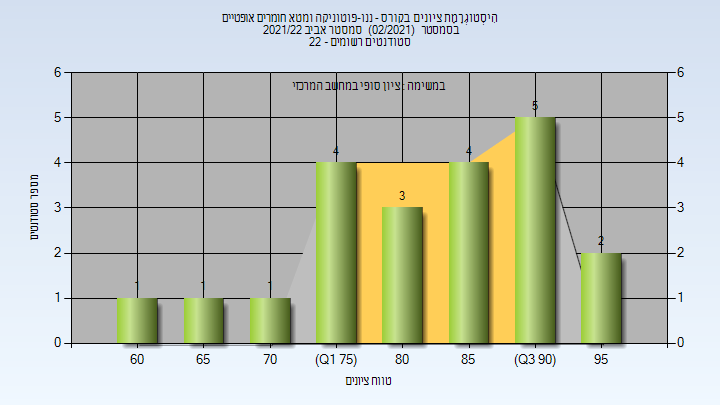 היסטוגרמת ציונים בקורס - ננו-פוטוניקה ומטא חומרים אופטיים
בסמסטר (02/2021) סמסטר אביב 2021/22
סטודנטים רשומים - 22
במשימה : ציון סופי במחשב המרכזי
6 6
5 5
4 4
3 3
2 2
1 1
0 0
1 1 1 4 3 4 5 2
60 65 70 (Q1 75) 80 85 (Q3 90) 95
מספר סטודנטים
טווח ציונים